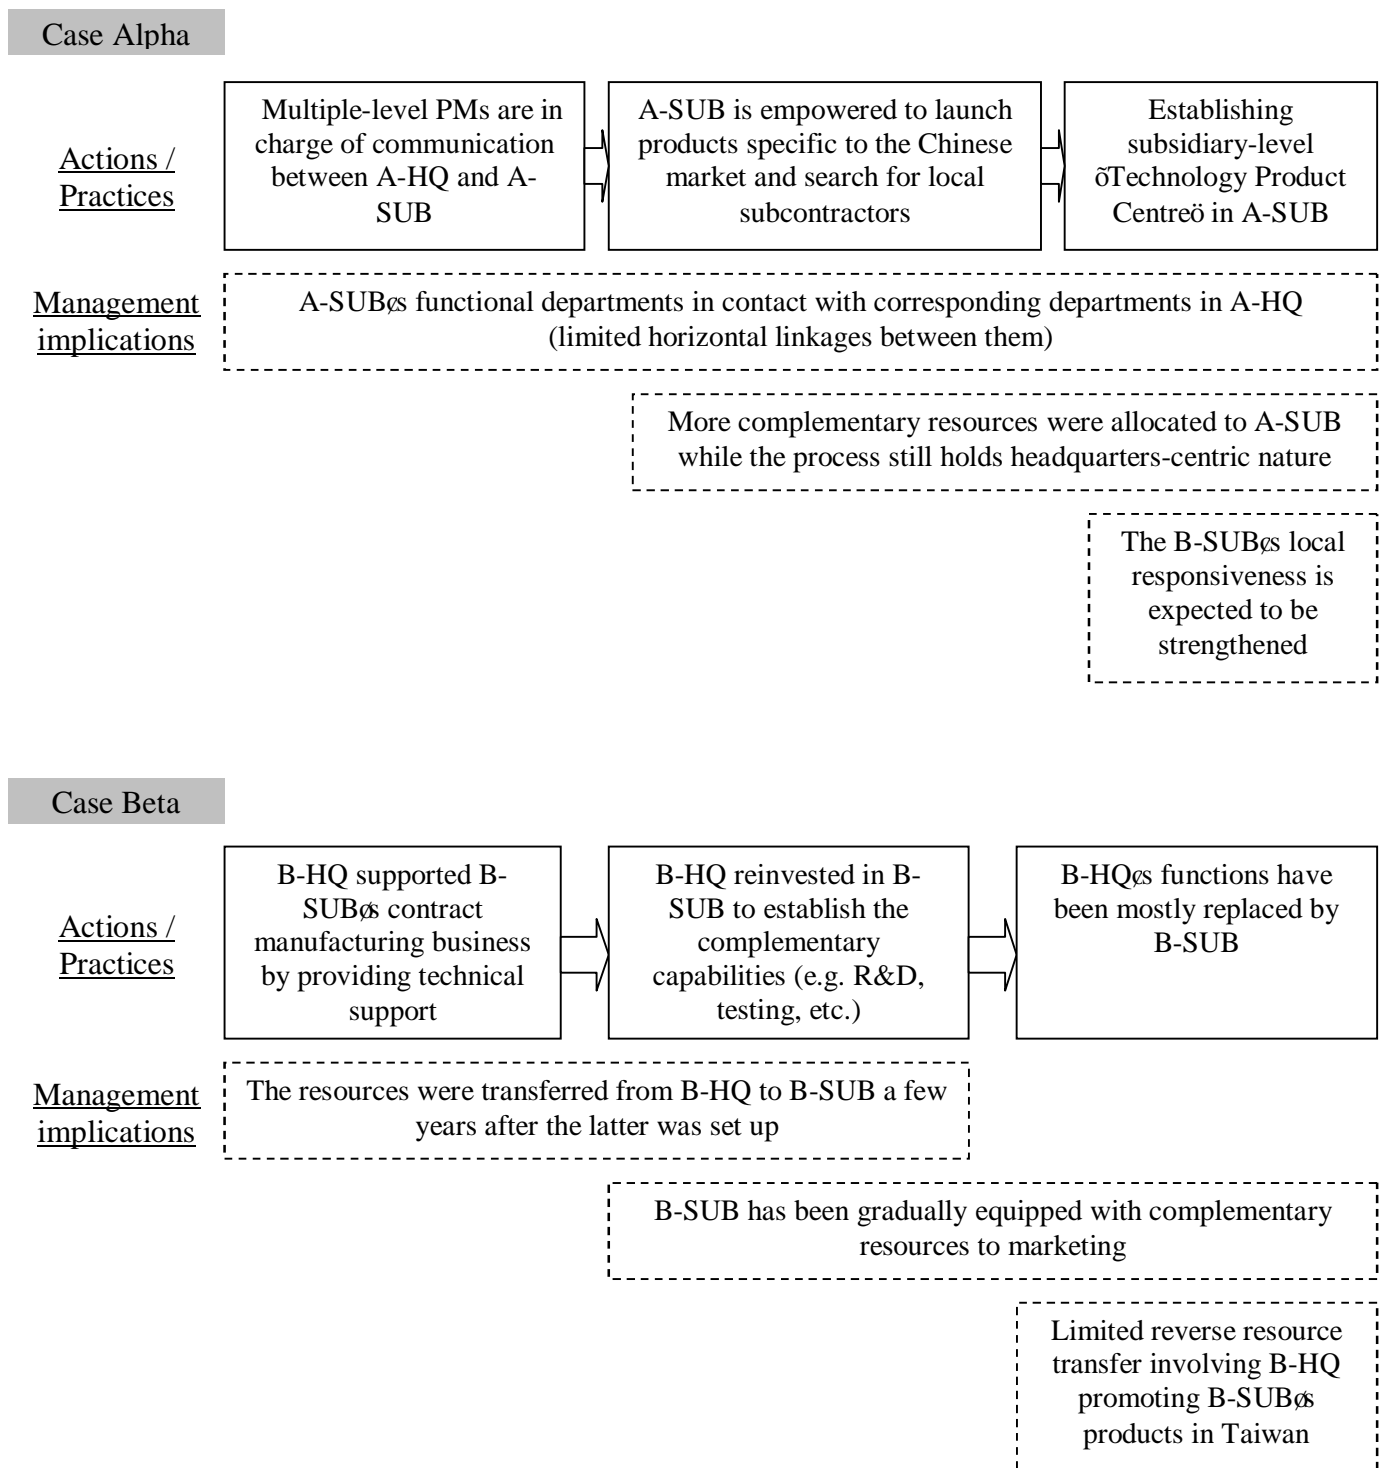 Case Alpha
Actions /
Practices
Multiple-level PMs are in
charge of communication
between A-HQ and A-
SUB
A-SUB is empowered to launch
products specific to the Chinese
market and search for local
subcontractors
Establishing
subsidiary-level
õTechnology Product
Centreö in A-SUB
Management
implications
A-SUBȼs functional departments in contact with corresponding departments in A-HQ
(limited horizontal linkages between them)
More complementary resources were allocated to A-SUB
while the process still holds headquarters-centric nature
The B-SUBȼs local
responsiveness is
expected to be
strengthened
Case Beta
Actions /
Practices
B-HQ supported B-
SUBøs contract
manufacturing business
by providing technical
support
B-HQ reinvested in B-
SUB to establish the
complementary
capabilities (e.g. R&D,
testing, etc.)
B-HQȼs functions have
been mostly replaced by
B-SUB
Management
implications
The resources were transferred from B-HQ to B-SUB a few
years after the latter was set up
B-SUB has been gradually equipped with complementary
resources to marketing
Limited reverse resource
transfer involving B-HQ
promoting B-SUBøs
products in Taiwan